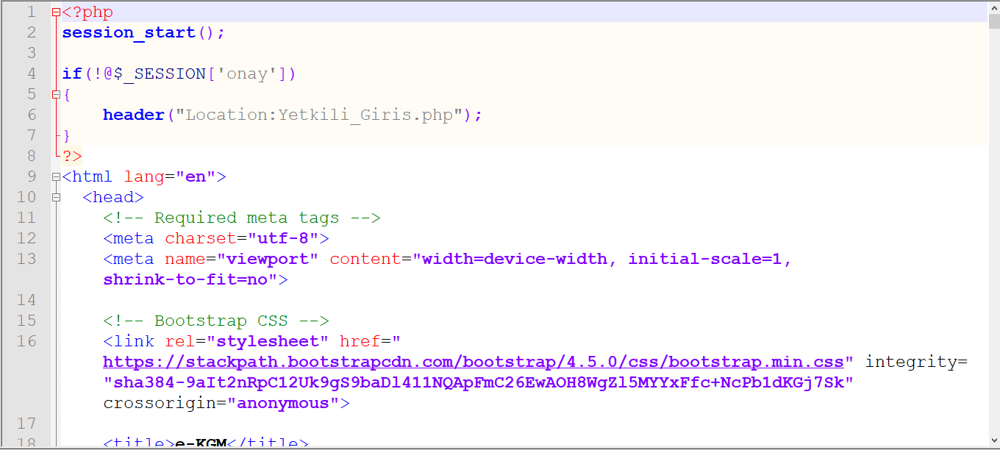 1 <?php
2 session_start();
3
4 if(!@$_SESSION['onay'])
5 {
6 header("Location:Yetkili_Giris.php");
7 }
8 ?>
9 <html lang="en">
10 <head>
11 <!-- Required meta tags -->
12 <meta charset="utf-8">
13 <meta name="viewport" content="width=device-width, initial-scale=1,
shrink-to-fit=no">
14
15 <!-- Bootstrap CSS -->
16 <link rel="stylesheet" href="
https://stackpath.bootstrapcdn.com/bootstrap/4.5.0/css/bootstrap.min.css" integrity=
"sha384-9aIt2nRpC12Uk9gS9baDl411NQApFmC26EwAOH8WgZl5MYYxFfc+NcPb1dKGj7Sk"
crossorigin="anonymous">
17
18 <title>e-KGM</title>